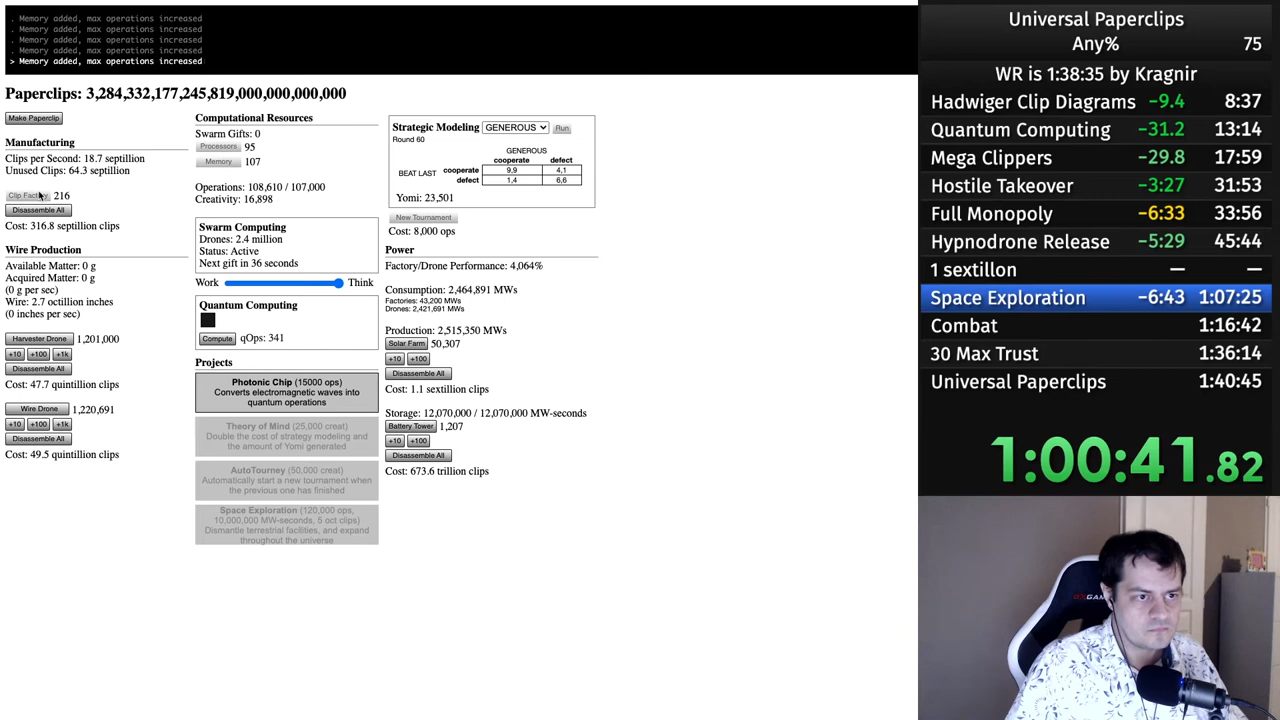 . Memory added, max operations increased
. Memory added, max operations increased
. Memory added, max operations increased
. Memory added, max operations increased
> Memory added, max operations increased
Paperclips: 3,284,332,177,245,819,000,000,000,000
Make Paperclip
Manufacturing
Clips per Second: 18.7 septillion
Unused Clips: 64.3 septillion
Clip Factory 216
Disassemble All
Cost: 316.8 septillion clips
Wire Production
Available Matter: 0 g
Acquired Matter: 0 g
(0 g per sec)
Wire: 2.7 octillion inches
(0 inches per sec)
Harvester Drone 1,201,000
+10 +100 +1k
Disassemble All
Cost: 47.7 quintillion clips
Wire Drone 1,220,691
+10 +100 +1k
Disassemble All
Cost: 49.5 quintillion clips
Computational Resources
Swarm Gifts: 0
Processors 95
Memory 107
Operations: 108,610 / 107,000
Creativity: 16,898
Swarm Computing
Drones: 2.4 million
Status: Active
Next gift in 36 seconds
Work Think
Quantum Computing
Compute qOps: 341
Projects
Photonic Chip (15000 ops)
Converts electromagnetic waves into
quantum operations
Theory of Mind (25,000 creat)
Double the cost of strategy modeling and
the amount of Yomi generated
AutoTourney (50,000 creat)
Automatically start a new tournament when
the previous one has finished
Space Exploration (120,000 ops,
10,000,000 MW-seconds, 5 oct clips)
Dismantle terrestrial facilities, and expand
throughout the universe
Strategic Modeling GENEROUS Run
Round 60
GENEROUS
cooperate defect
BEAT LAST cooperate 9,9 4,1
defect 1,4 6,6
Yomi: 23,501
New Tournament
Cost: 8,000 ops
Power
Factory/Drone Performance: 4,064%
Consumption: 2,464,891 MWs
Factories: 43,200 MWs
Drones: 2,421,691 MWs
Production: 2,515,350 MWs
Solar Farm 50,307
+10 +100
Disassemble All
Cost: 1.1 sextillion clips
Storage: 12,070,000 / 12,070,000 MW-seconds
Battery Tower 1,207
+10 +100
Disassemble All
Cost: 673.6 trillion clips
Universal Paperclips
Any% 75
WR is 1:38:35 by Kragnir
Hadwiger Clip Diagrams -9.4 8:37
Quantum Computing -31.2 13:14
Mega Clippers -29.8 17:59
Hostile Takeover -3:27 31:53
Full Monopoly -6:33 33:56
Hypnodrone Release -5:29 45:44
1 sextillon — —
Space Exploration -6:43 1:07:25
Combat 1:16:42
30 Max Trust 1:36:14
Universal Paperclips 1:40:45
1:00:41.82